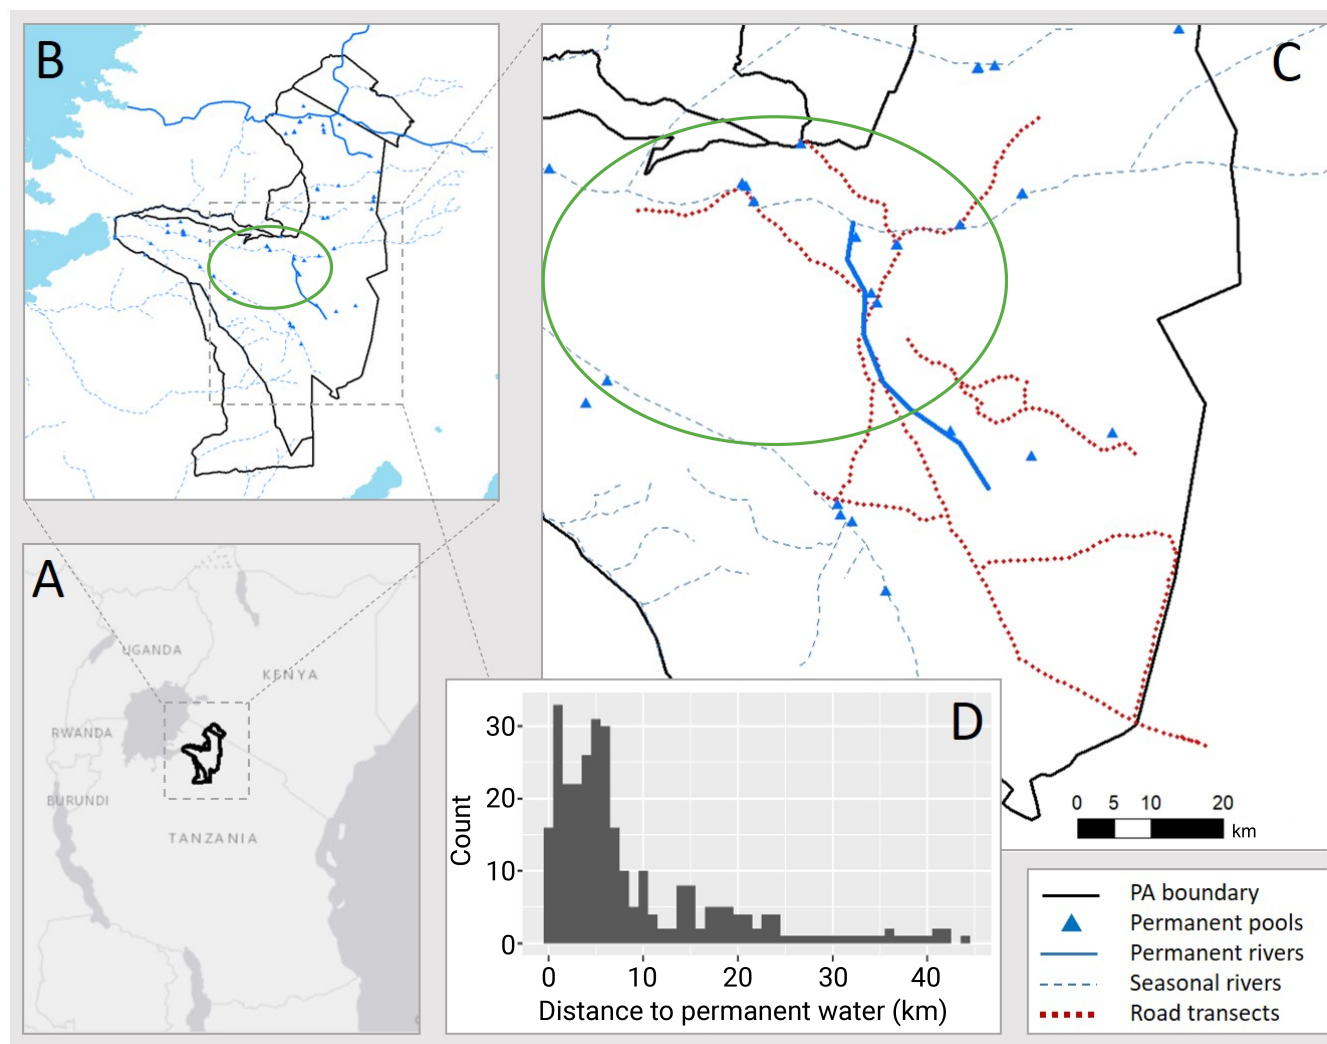 B
C
A
UGANDA
KENYA
RWANDA
BURUNDI
TANZANIA
D
30
20
10
0
Count
0 10 20 30 40
Distance to permanent water (km)
0 5 10 20
km
PA boundary
Permanent pools
Permanent rivers
Seasonal rivers
Road transects